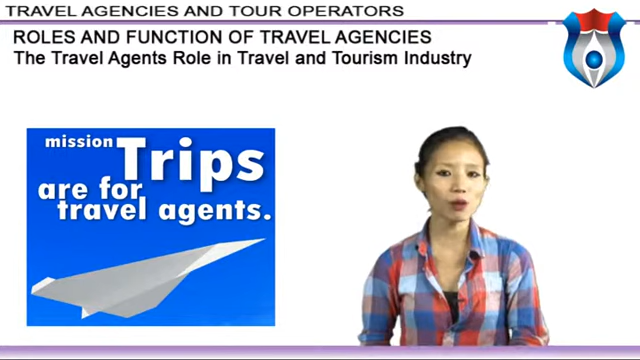 TRAVEL AGENCIES AND TOUR OPERATORS
ROLES AND FUNCTION OF TRAVEL AGENCIES
The Travel Agents Role in Travel and Tourism Industry
mission Trips
are for
travel agents.